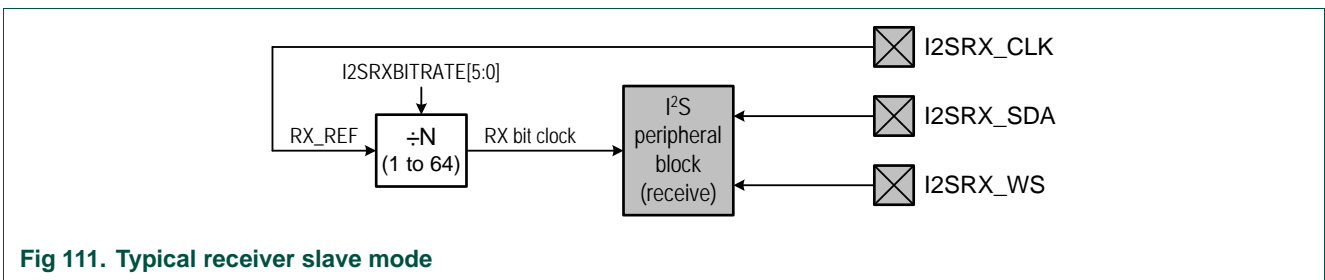 I2SRX_CLK
I2SRXBITRATE[5:0]
I2SRX_SDA
RX_REF
÷N
(1 to 64)
RX bit clock
I²S
peripheral
block
(receive)
I2SRX_WS
Fig 111. Typical receiver slave mode